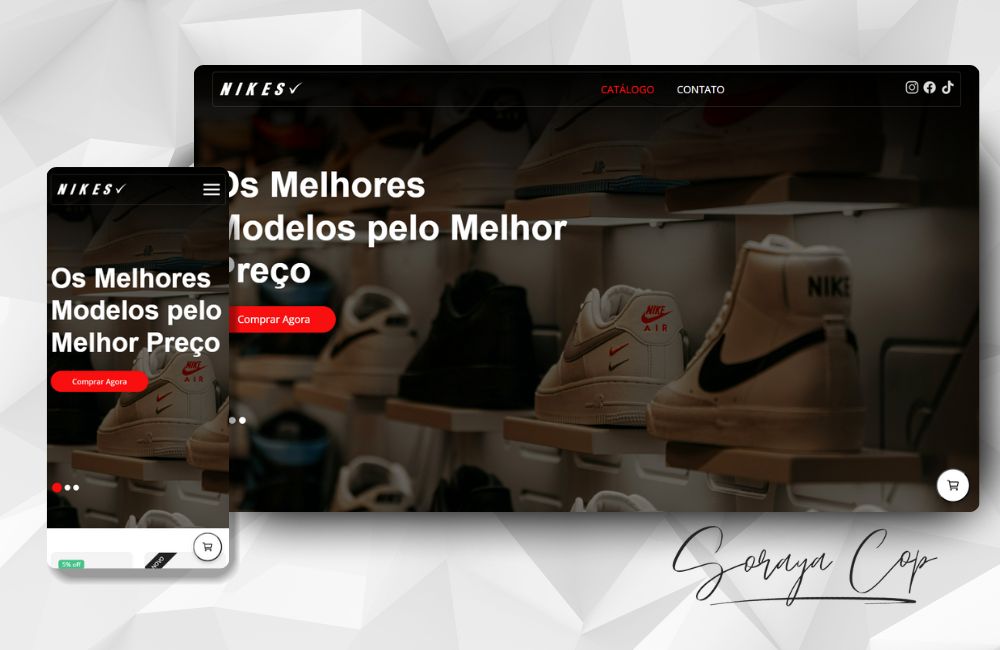 NIKES
CATÁLOGO CONTATO
Os Melhores
Modelos pelo Melhor
Preço
Comprar Agora
NIKE
NIKE
AIR
NIKES
Os Melhores
Modelos pelo
Melhor Preço
NIKE
AIR
Comprar Agora
5% off
Soraya Cop